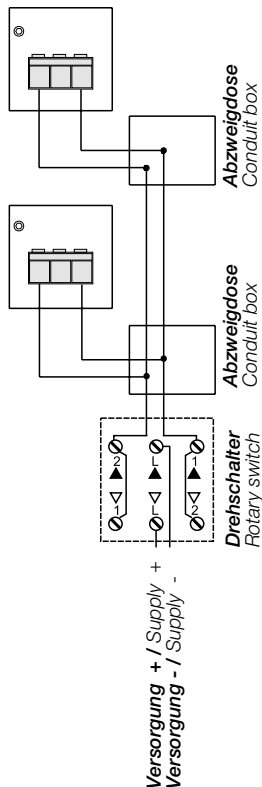 Abzweigdose
Conduit box
Abzweigdose
Conduit box
2 L 1
1 L 2
Drehschalter
Rotary switch
Versorgung + / Supply +
Versorgung - / Supply -